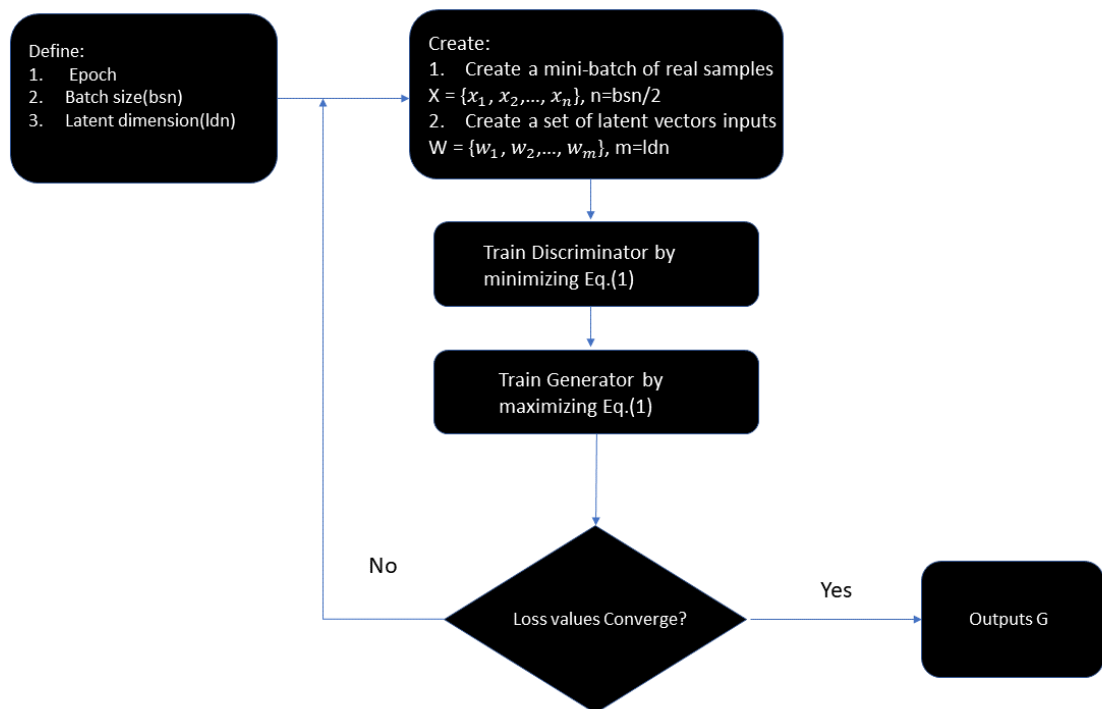 Define:
1. Epoch
2. Batch size(bsn)
3. Latent dimension(ldn)
Create:
1. Create a mini-batch of real samples
X = {x₁, x₂,..., xₙ}, n=bsn/2
2. Create a set of latent vectors inputs
W = {w₁, w₂,..., wₘ}, m=ldn
Train Discriminator by
minimizing Eq.(1)
Train Generator by
maximizing Eq.(1)
No
Loss values Converge?
Yes
Outputs G